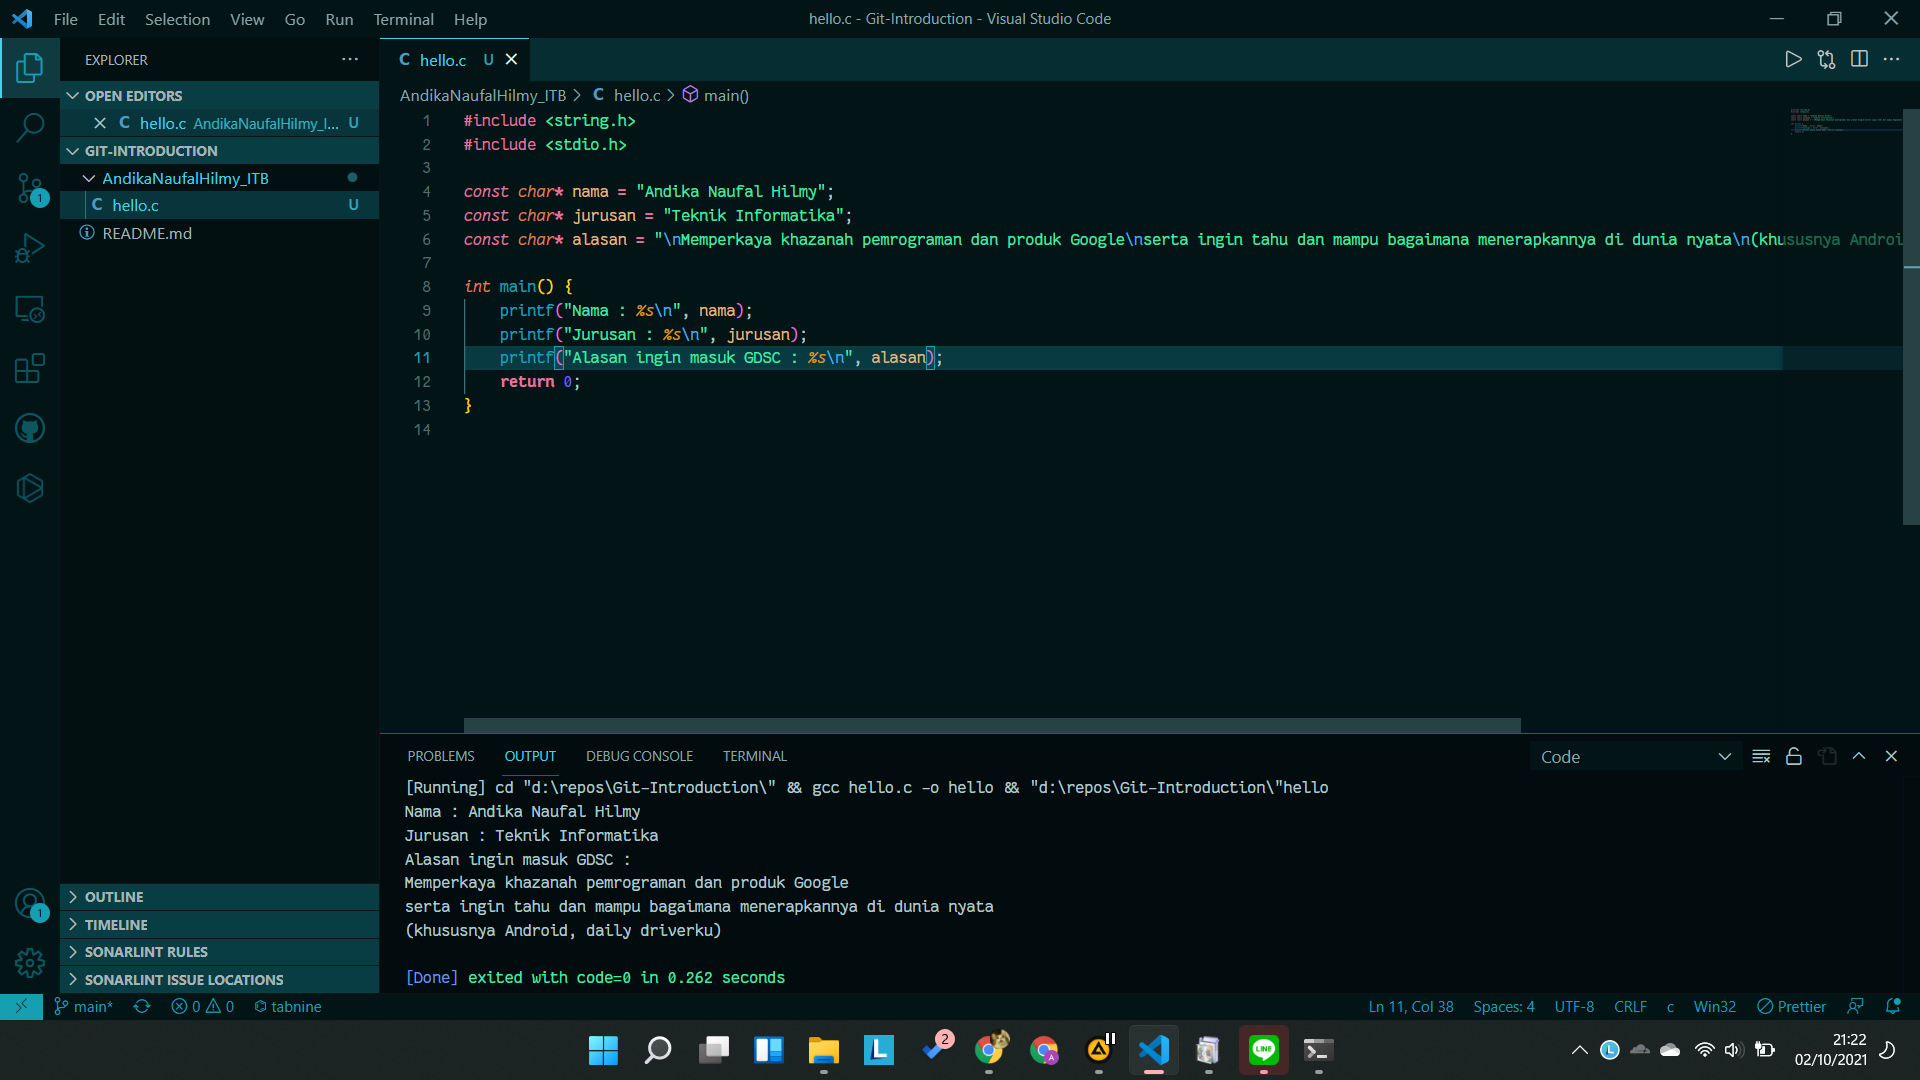 File Edit Selection View Go Run Terminal Help
hello.c - Git-Introduction - Visual Studio Code
EXPLORER
OPEN EDITORS
hello.c AndikaNaufalHilmy_I... U
GIT-INTRODUCTION
AndikaNaufalHilmy_ITB
C hello.c U
README.md
OUTLINE
TIMELINE
SONARLINT RULES
SONARLINT ISSUE LOCATIONS
C hello.c U
AndikaNaufalHilmy_ITB > C hello.c > main()
1 #include <string.h>
2 #include <stdio.h>
3
4 const char* nama = "Andika Naufal Hilmy";
5 const char* jurusan = "Teknik Informatika";
6 const char* alasan = "\nMemperkaya khazanah pemrograman dan produk Google\nserta ingin tahu dan mampu bagaimana menerapkannya di dunia nyata\n(khususnya Androi
7
8 int main() {
9 printf("Nama : %s\n", nama);
10 printf("Jurusan : %s\n", jurusan);
11 printf("Alasan ingin masuk GDSC : %s\n", alasan);
12 return 0;
13 }
14
PROBLEMS OUTPUT DEBUG CONSOLE TERMINAL
Code
[Running] cd "d:\repos\Git-Introduction\" && gcc hello.c -o hello && "d:\repos\Git-Introduction\"hello
Nama : Andika Naufal Hilmy
Jurusan : Teknik Informatika
Alasan ingin masuk GDSC :
Memperkaya khazanah pemrograman dan produk Google
serta ingin tahu dan mampu bagaimana menerapkannya di dunia nyata
(khususnya Android, daily driverku)
[Done] exited with code=0 in 0.262 seconds
main* 0 0 tabnine
Ln 11, Col 38 Spaces: 4 UTF-8 CRLF c Win32 Prettier
1
1
2
L
A
LINE
L
21:22
02/10/2021